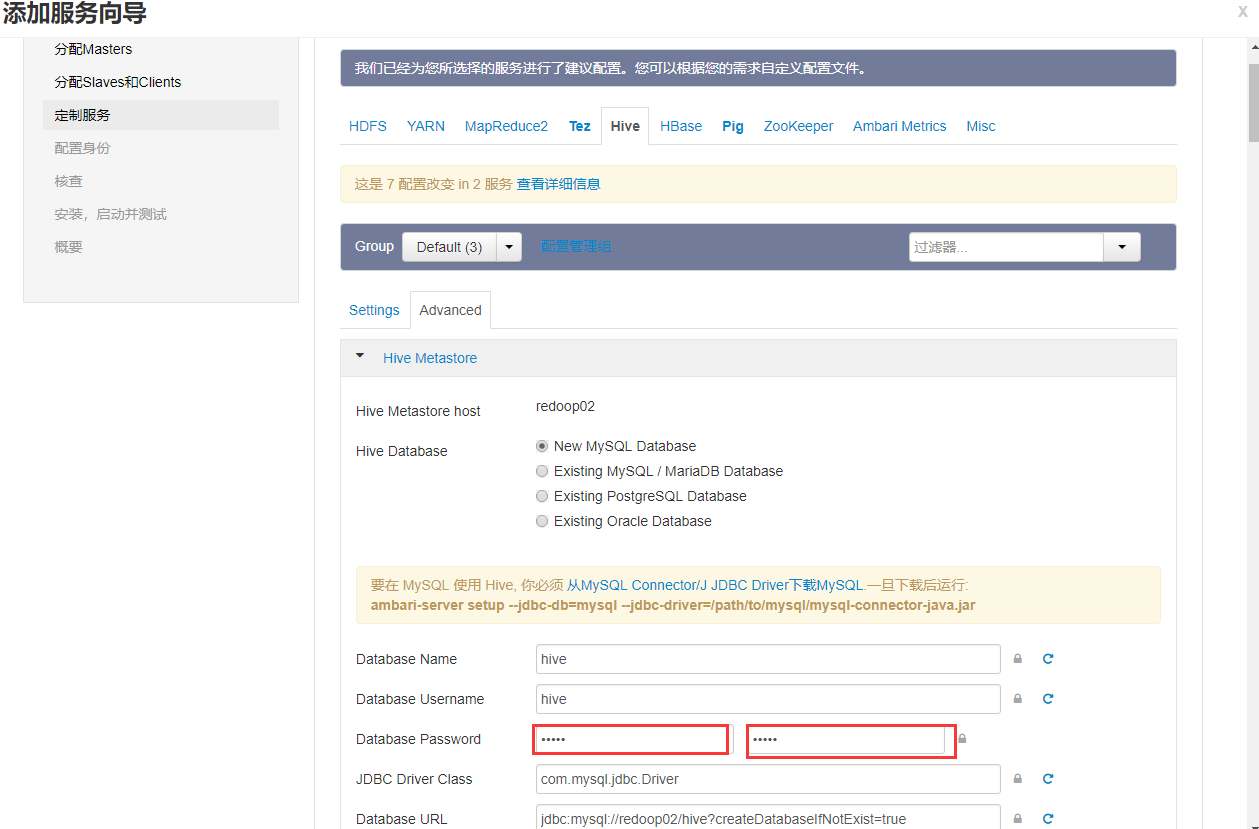 添加服务向导
X
分配Masters
分配Slaves和Clients
定制服务
配置身份
核查
安装，启动并测试
概要
我们已经为您所选择的服务进行了建议配置。您可以根据您的需求自定义配置文件。
HDFS YARN MapReduce2 Tez Hive HBase Pig ZooKeeper Ambari Metrics Misc
这是 7 配置改变 in 2 服务 查看详细信息
Group Default (3) 配置管理组 过滤器...
Settings Advanced
Hive Metastore
Hive Metastore host redoop02
Hive Database New MySQL Database
Existing MySQL / MariaDB Database
Existing PostgreSQL Database
Existing Oracle Database
要在 MySQL 使用 Hive, 你必须 从MySQL Connector/J JDBC Driver下载MySQL.一旦下载后运行:
ambari-server setup --jdbc-db=mysql --jdbc-driver=/path/to/mysql/mysql-connector-java.jar
Database Name hive
Database Username hive
Database Password ••••• •••••
JDBC Driver Class com.mysql.jdbc.Driver
Database URL jdbc:mysql://redoop02/hive?createDatabaseIfNotExist=true